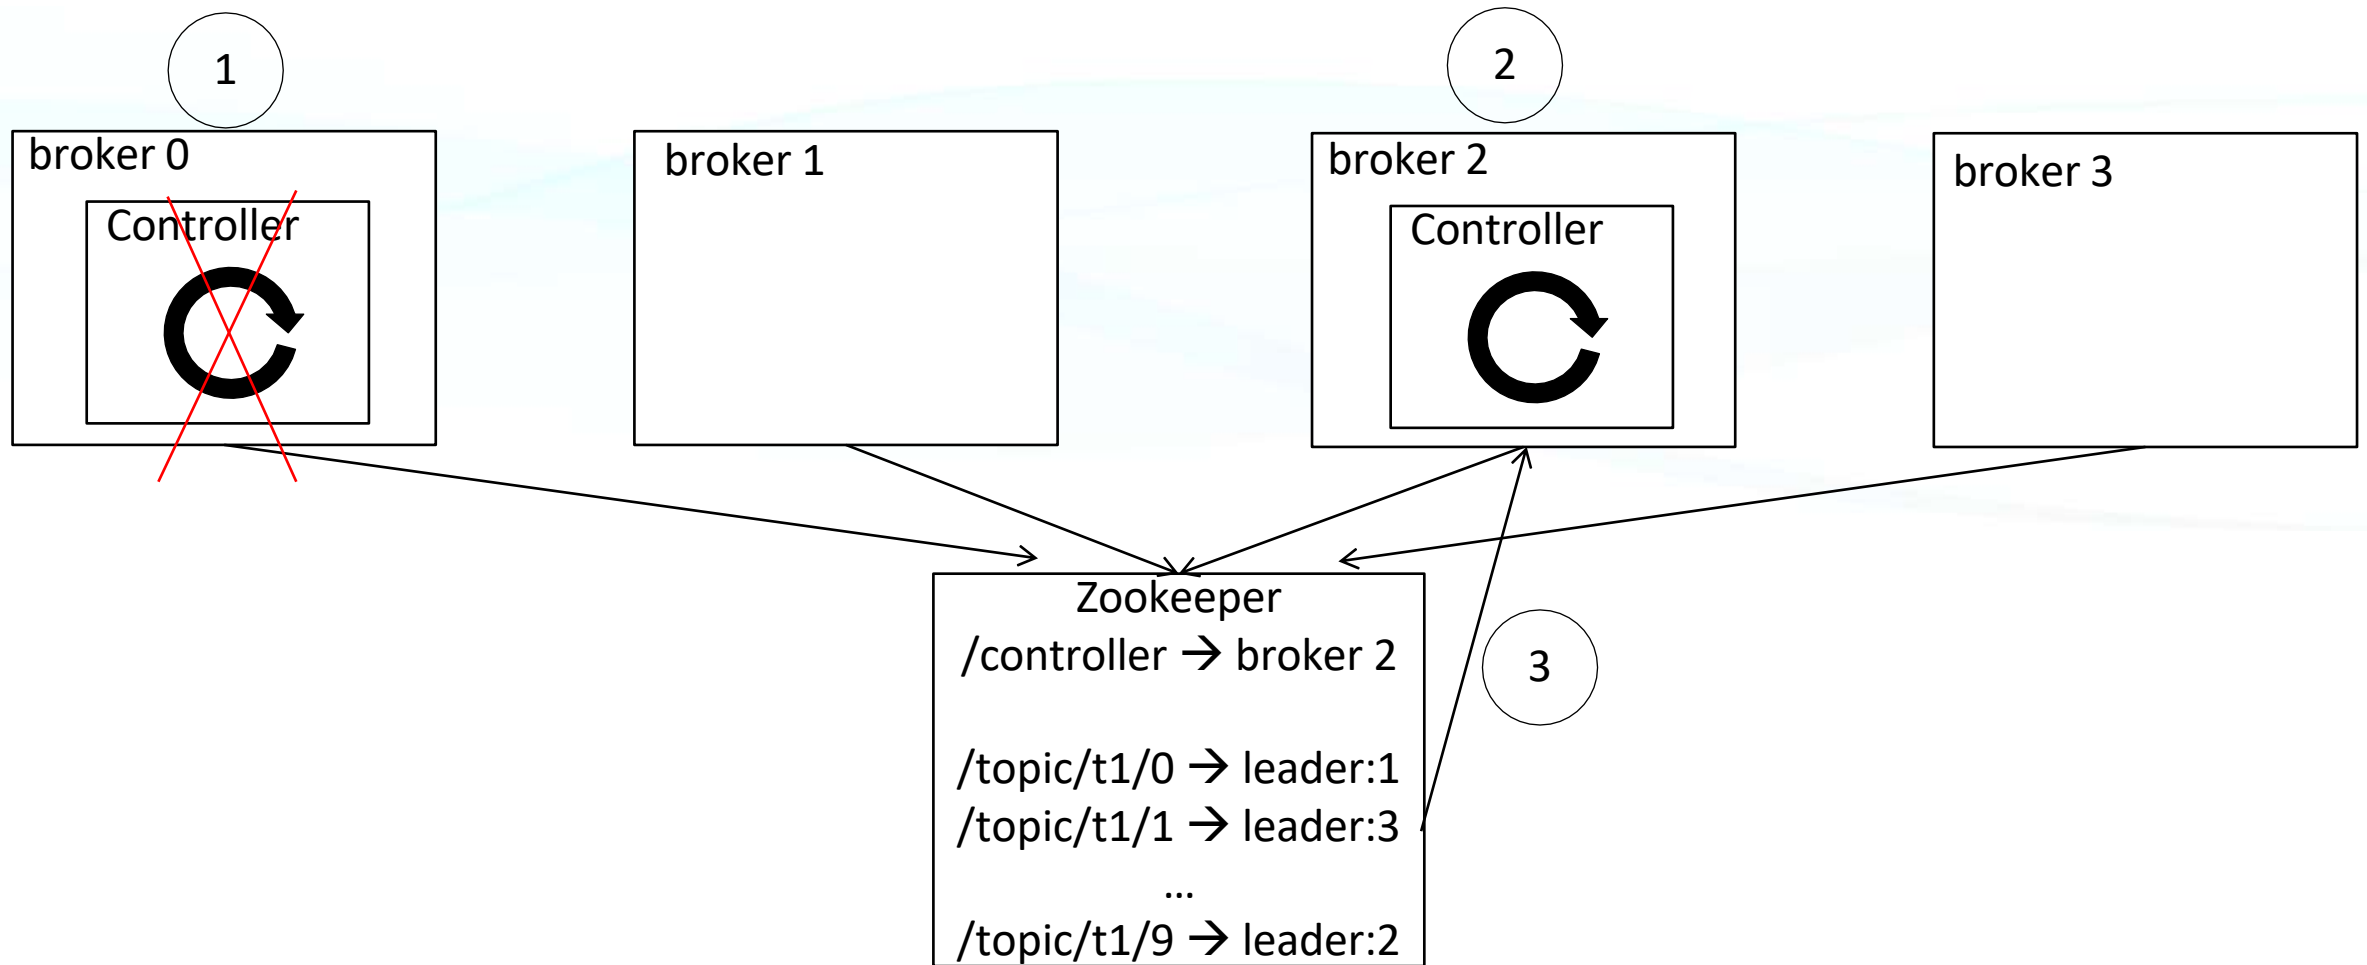 1
2
broker 0
Controller
broker 1
broker 2
Controller
broker 3
Zookeeper
/controller → broker 2
3
/topic/t1/0 → leader:1
/topic/t1/1 → leader:3
...
/topic/t1/9 → leader:2